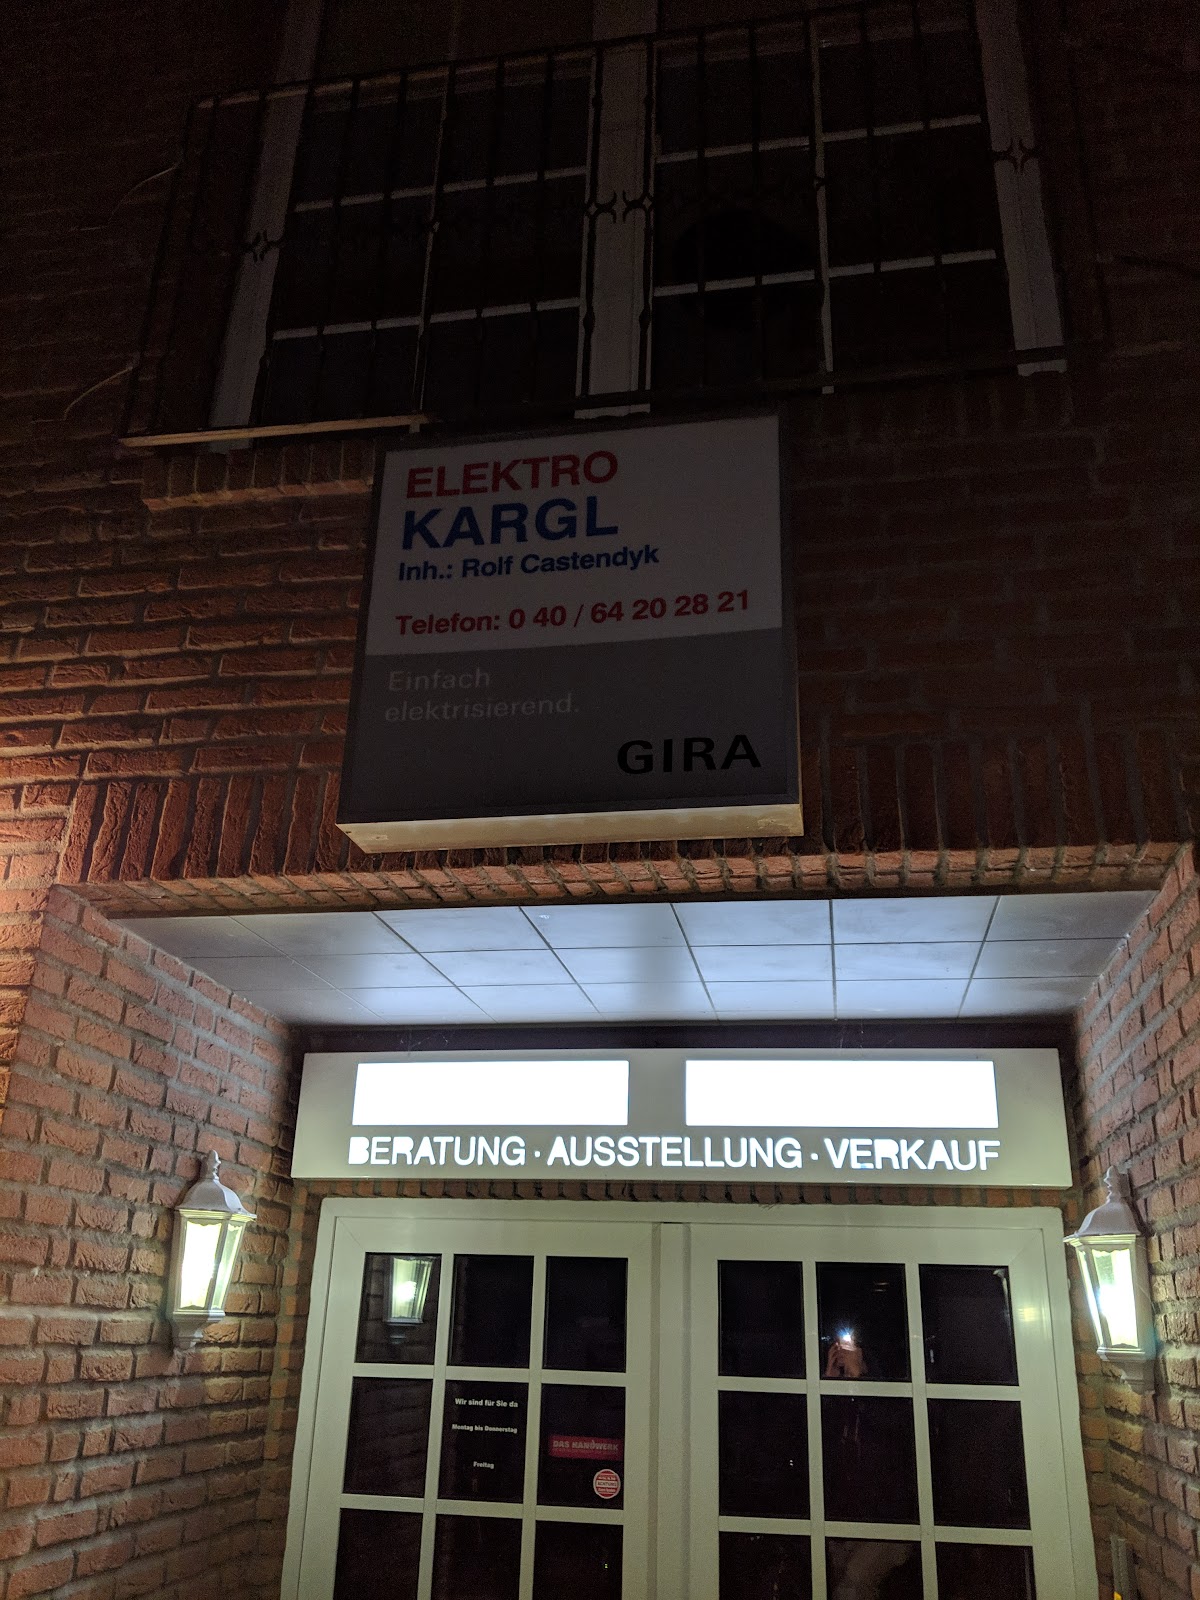 ELEKTRO
KARGL
Inh.: Rolf Castendyk
Telefon: 0 40 / 64 20 28 21
Einfach
elektrisierend.
GIRA
BERATUNG · AUSSTELLUNG · VERKAUF
Wir sind für Sie da
Montag bis Donnerstag
Freitag
DAS HANDWERK